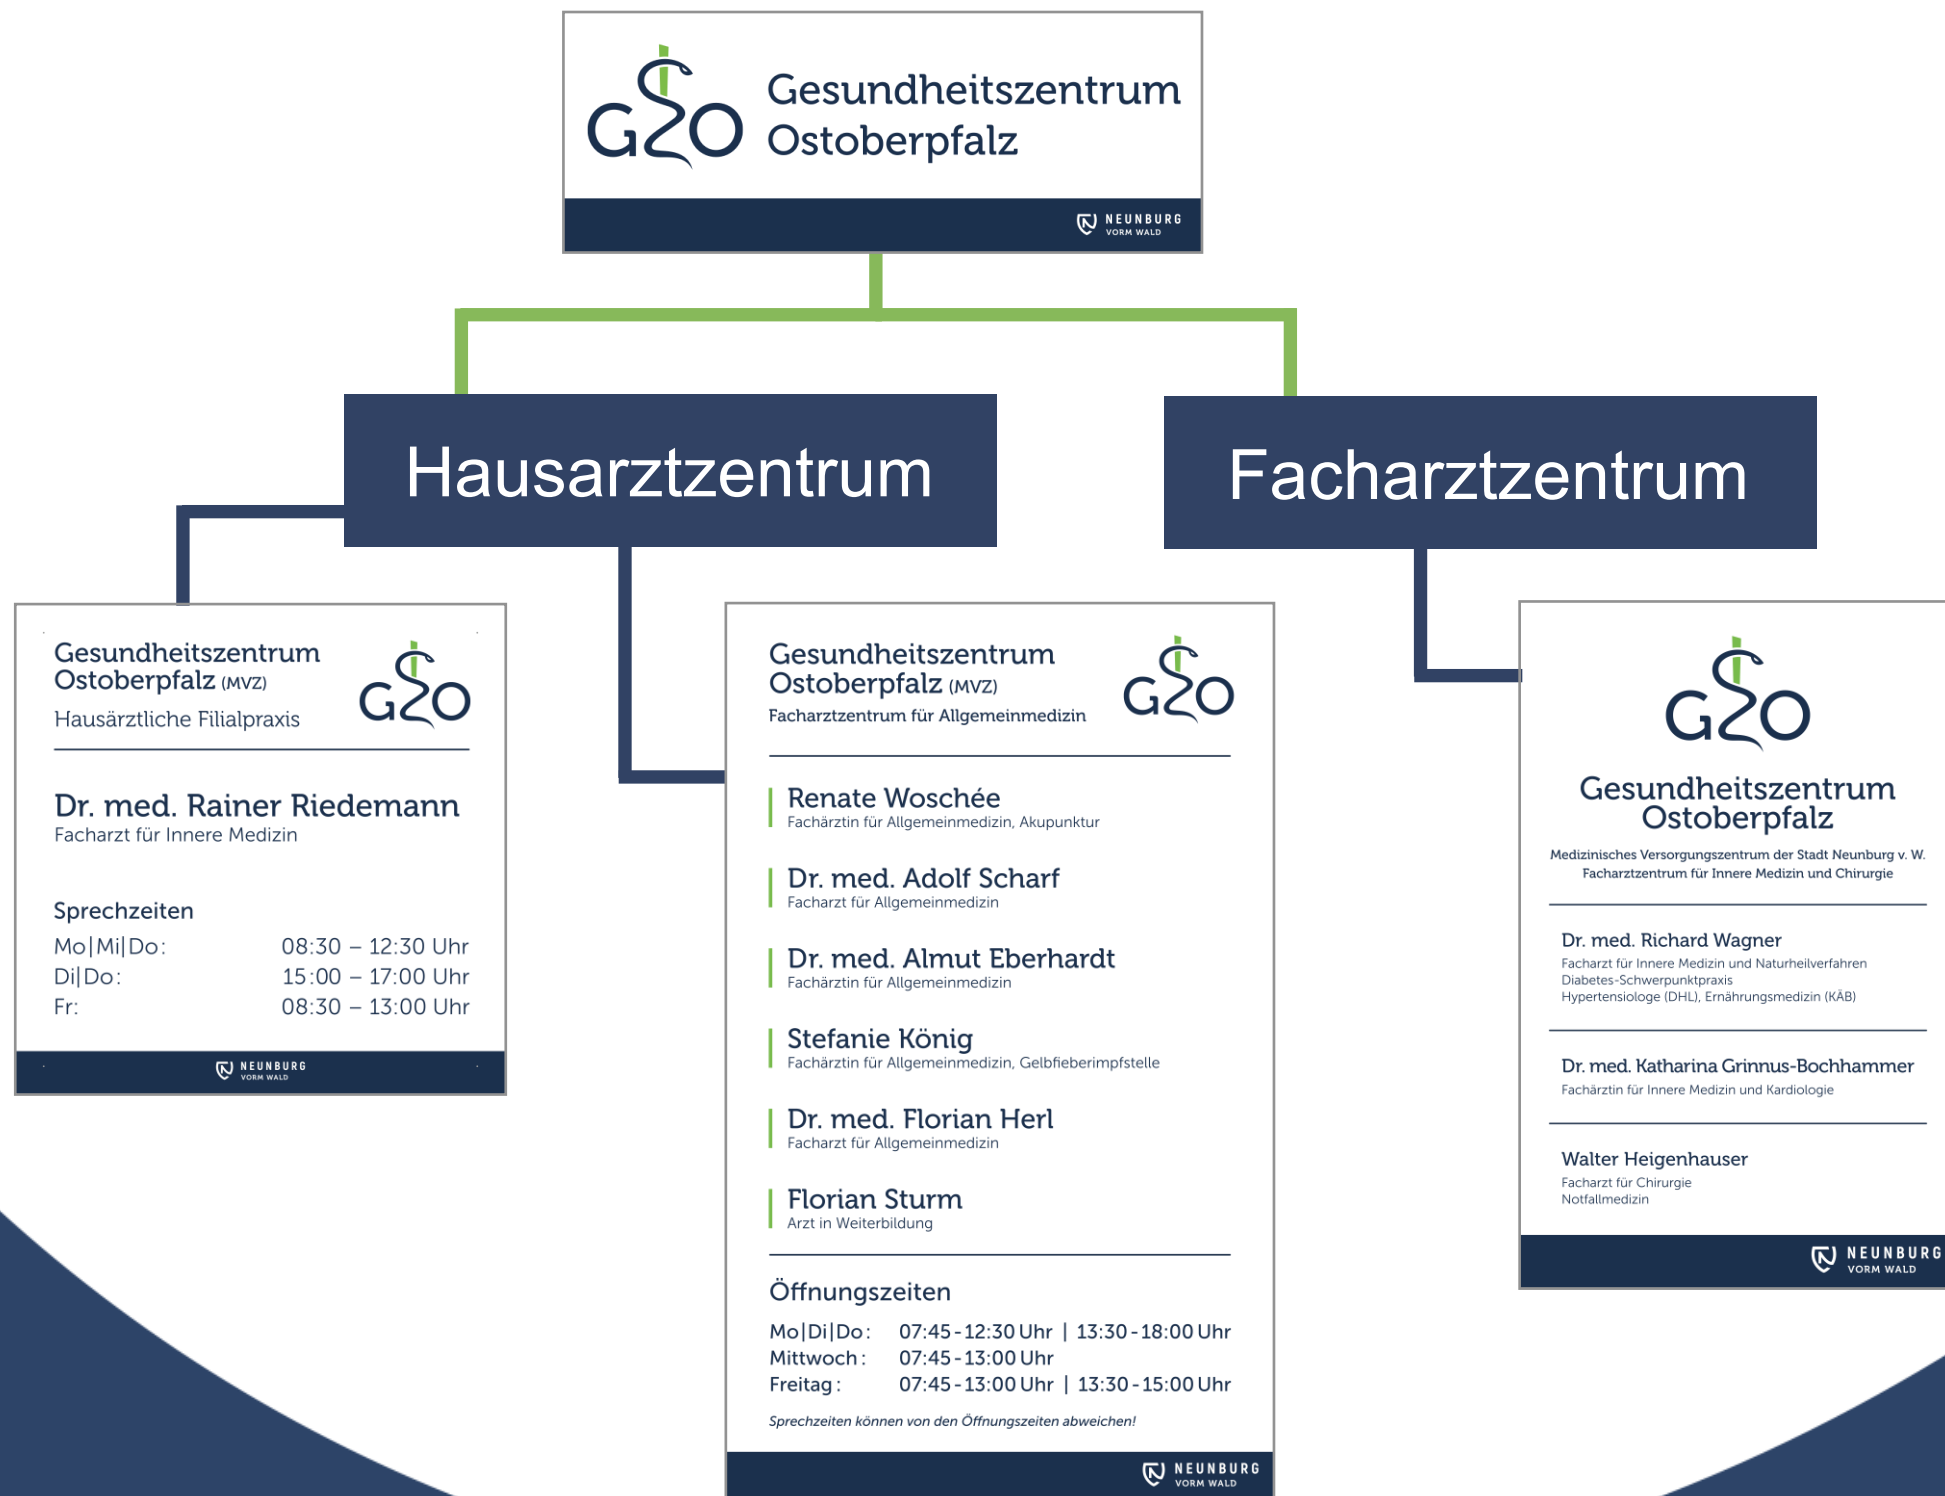 GZO
Gesundheitszentrum
Ostoberpfalz
NEUNBURG
VORM WALD
Hausarztzentrum
Facharztzentrum
Gesundheitszentrum
Ostoberpfalz (MVZ)
Hausärztliche Filialpraxis
GZO
Dr. med. Rainer Riedemann
Facharzt für Innere Medizin
Sprechzeiten
Mo|Mi|Do: 08:30 – 12:30 Uhr
Di|Do: 15:00 – 17:00 Uhr
Fr: 08:30 – 13:00 Uhr
NEUNBURG
VORM WALD
Gesundheitszentrum
Ostoberpfalz (MVZ)
Facharztzentrum für Allgemeinmedizin
GZO
Renate Woschée
Fachärztin für Allgemeinmedizin, Akupunktur
Dr. med. Adolf Scharf
Facharzt für Allgemeinmedizin
Dr. med. Almut Eberhardt
Fachärztin für Allgemeinmedizin
Stefanie König
Fachärztin für Allgemeinmedizin, Gelbfieberimpfstelle
Dr. med. Florian Herl
Facharzt für Allgemeinmedizin
Florian Sturm
Arzt in Weiterbildung
Öffnungszeiten
Mo|Di|Do: 07:45-12:30 Uhr | 13:30-18:00 Uhr
Mittwoch: 07:45-13:00 Uhr
Freitag: 07:45-13:00 Uhr | 13:30-15:00 Uhr
Sprechzeiten können von den Öffnungszeiten abweichen!
NEUNBURG
VORM WALD
GZO
Gesundheitszentrum
Ostoberpfalz
Medizinisches Versorgungszentrum der Stadt Neunburg v. W.
Facharztzentrum für Innere Medizin und Chirurgie
Dr. med. Richard Wagner
Facharzt für Innere Medizin und Naturheilverfahren
Diabetes-Schwerpunktpraxis
Hypertensiologe (DHL), Ernährungsmedizin (KÄB)
Dr. med. Katharina Grinnus-Bochhammer
Fachärztin für Innere Medizin und Kardiologie
Walter Heigenhauser
Facharzt für Chirurgie
Notfallmedizin
NEUNBURG
VORM WALD